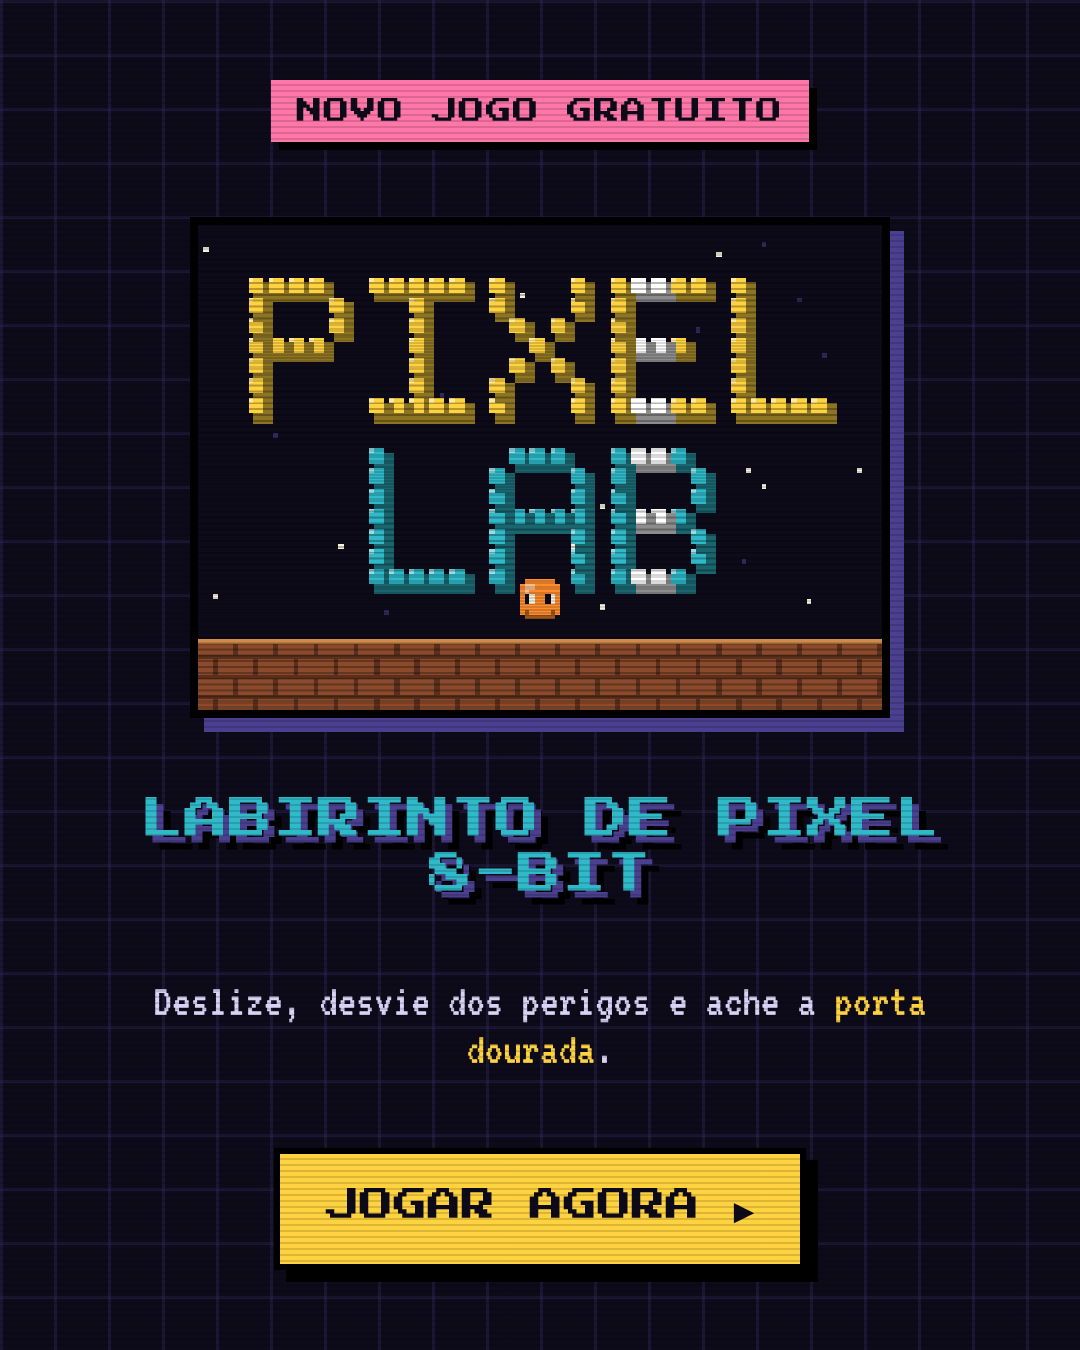 NOVO JOGO GRATUITO
PIXEL
LAB
LABIRINTO DE PIXEL
8-BIT
Deslize, desvie dos perigos e ache a porta
dourada.
JOGAR AGORA ▶